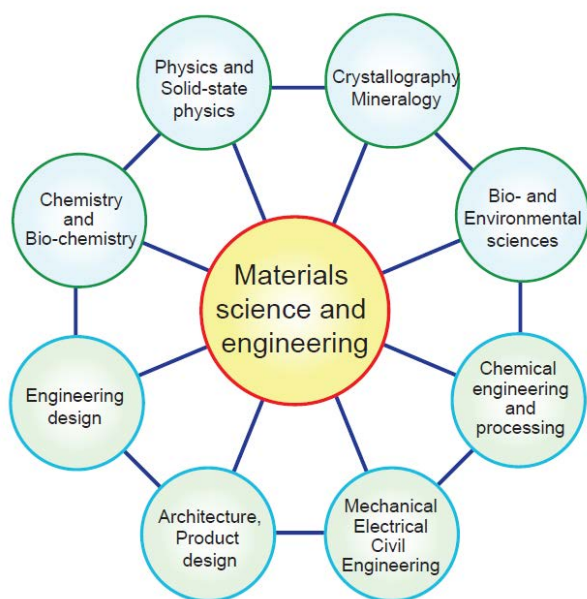 Physics and
Solid-state
physics
Crystallography
Mineralogy
Chemistry
and
Bio-chemistry
Bio- and
Environmental
sciences
Materials
science and
engineering
Engineering
design
Chemical
engineering
and
processing
Architecture,
Product
design
Mechanical
Electrical
Civil
Engineering